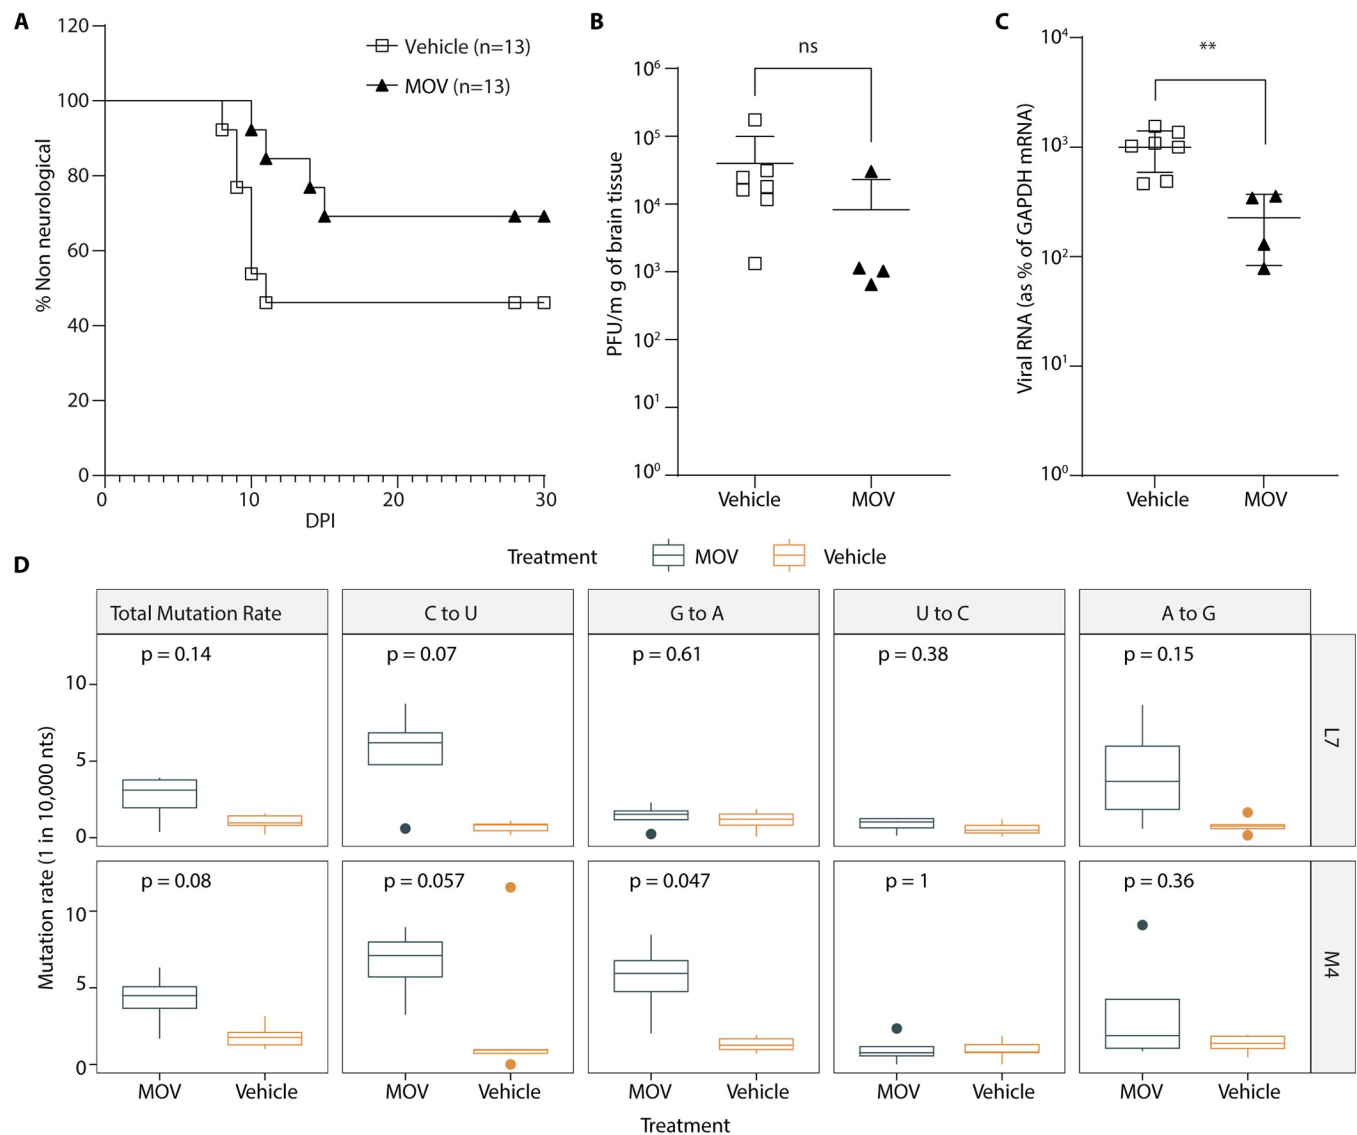 A
120
100
80
60
40
20
0
% Non neurological
0 10 20 30
DPI
Vehicle (n=13)
MOV (n=13)
B
ns
10⁶
10⁵
10⁴
10³
10²
10¹
10⁰
PFU/m g of brain tissue
Vehicle MOV
C
**
10⁴
10³
10²
10¹
10⁰
Viral RNA (as % of GAPDH mRNA)
Vehicle MOV
D
Treatment MOV Vehicle
Total Mutation Rate C to U G to A U to C A to G
p = 0.14 p = 0.07 p = 0.61 p = 0.38 p = 0.15
10
5
0
L7
p = 0.08 p = 0.057 p = 0.047 p = 1 p = 0.36
10
5
0
M4
Mutation rate (1 in 10,000 nts)
MOV Vehicle MOV Vehicle MOV Vehicle MOV Vehicle MOV Vehicle
Treatment